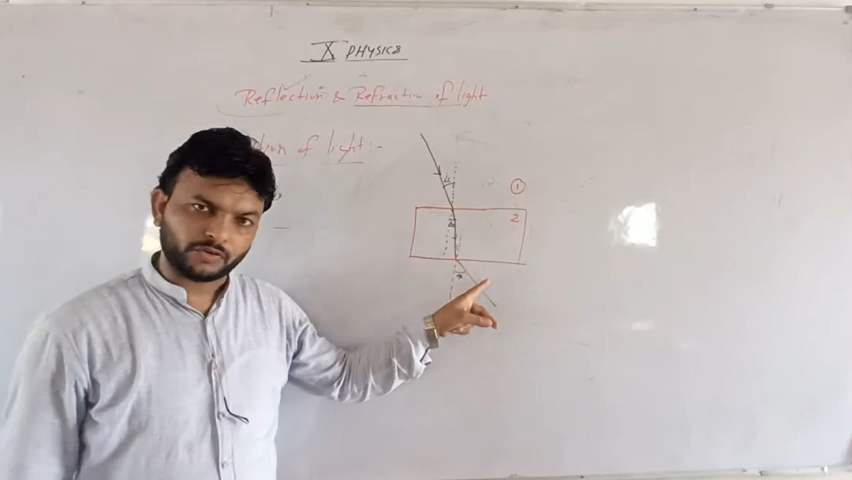 X PHYSICS
Reflection & Refraction of light
of light :-
1
2